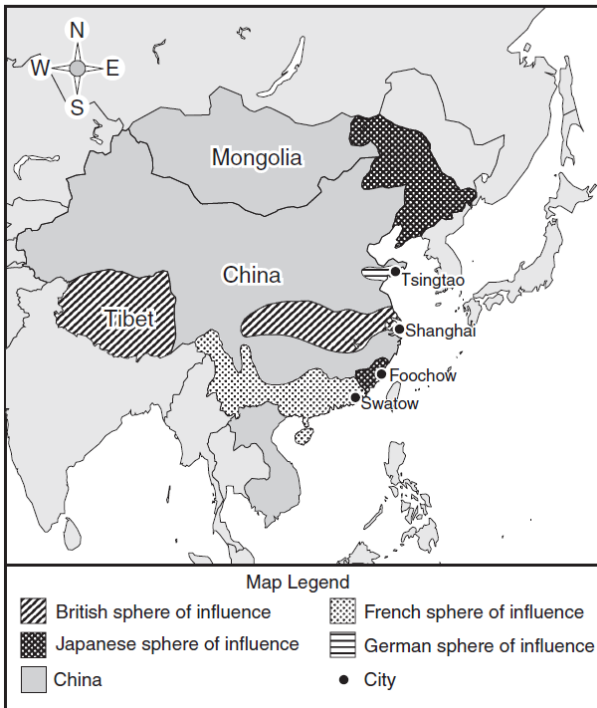 N
W E
S
Mongolia
China
Tsingtao
Tibet
Shanghai
Foochow
Swatow
Map Legend
British sphere of influence
French sphere of influence
Japanese sphere of influence
German sphere of influence
China
City